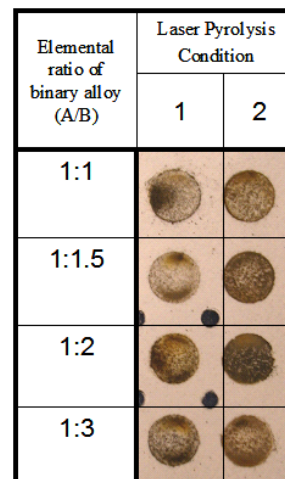 Elemental
ratio of
binary alloy
(A/B)
Laser Pyrolysis
Condition
1
2
1:1
1:1.5
1:2
1:3